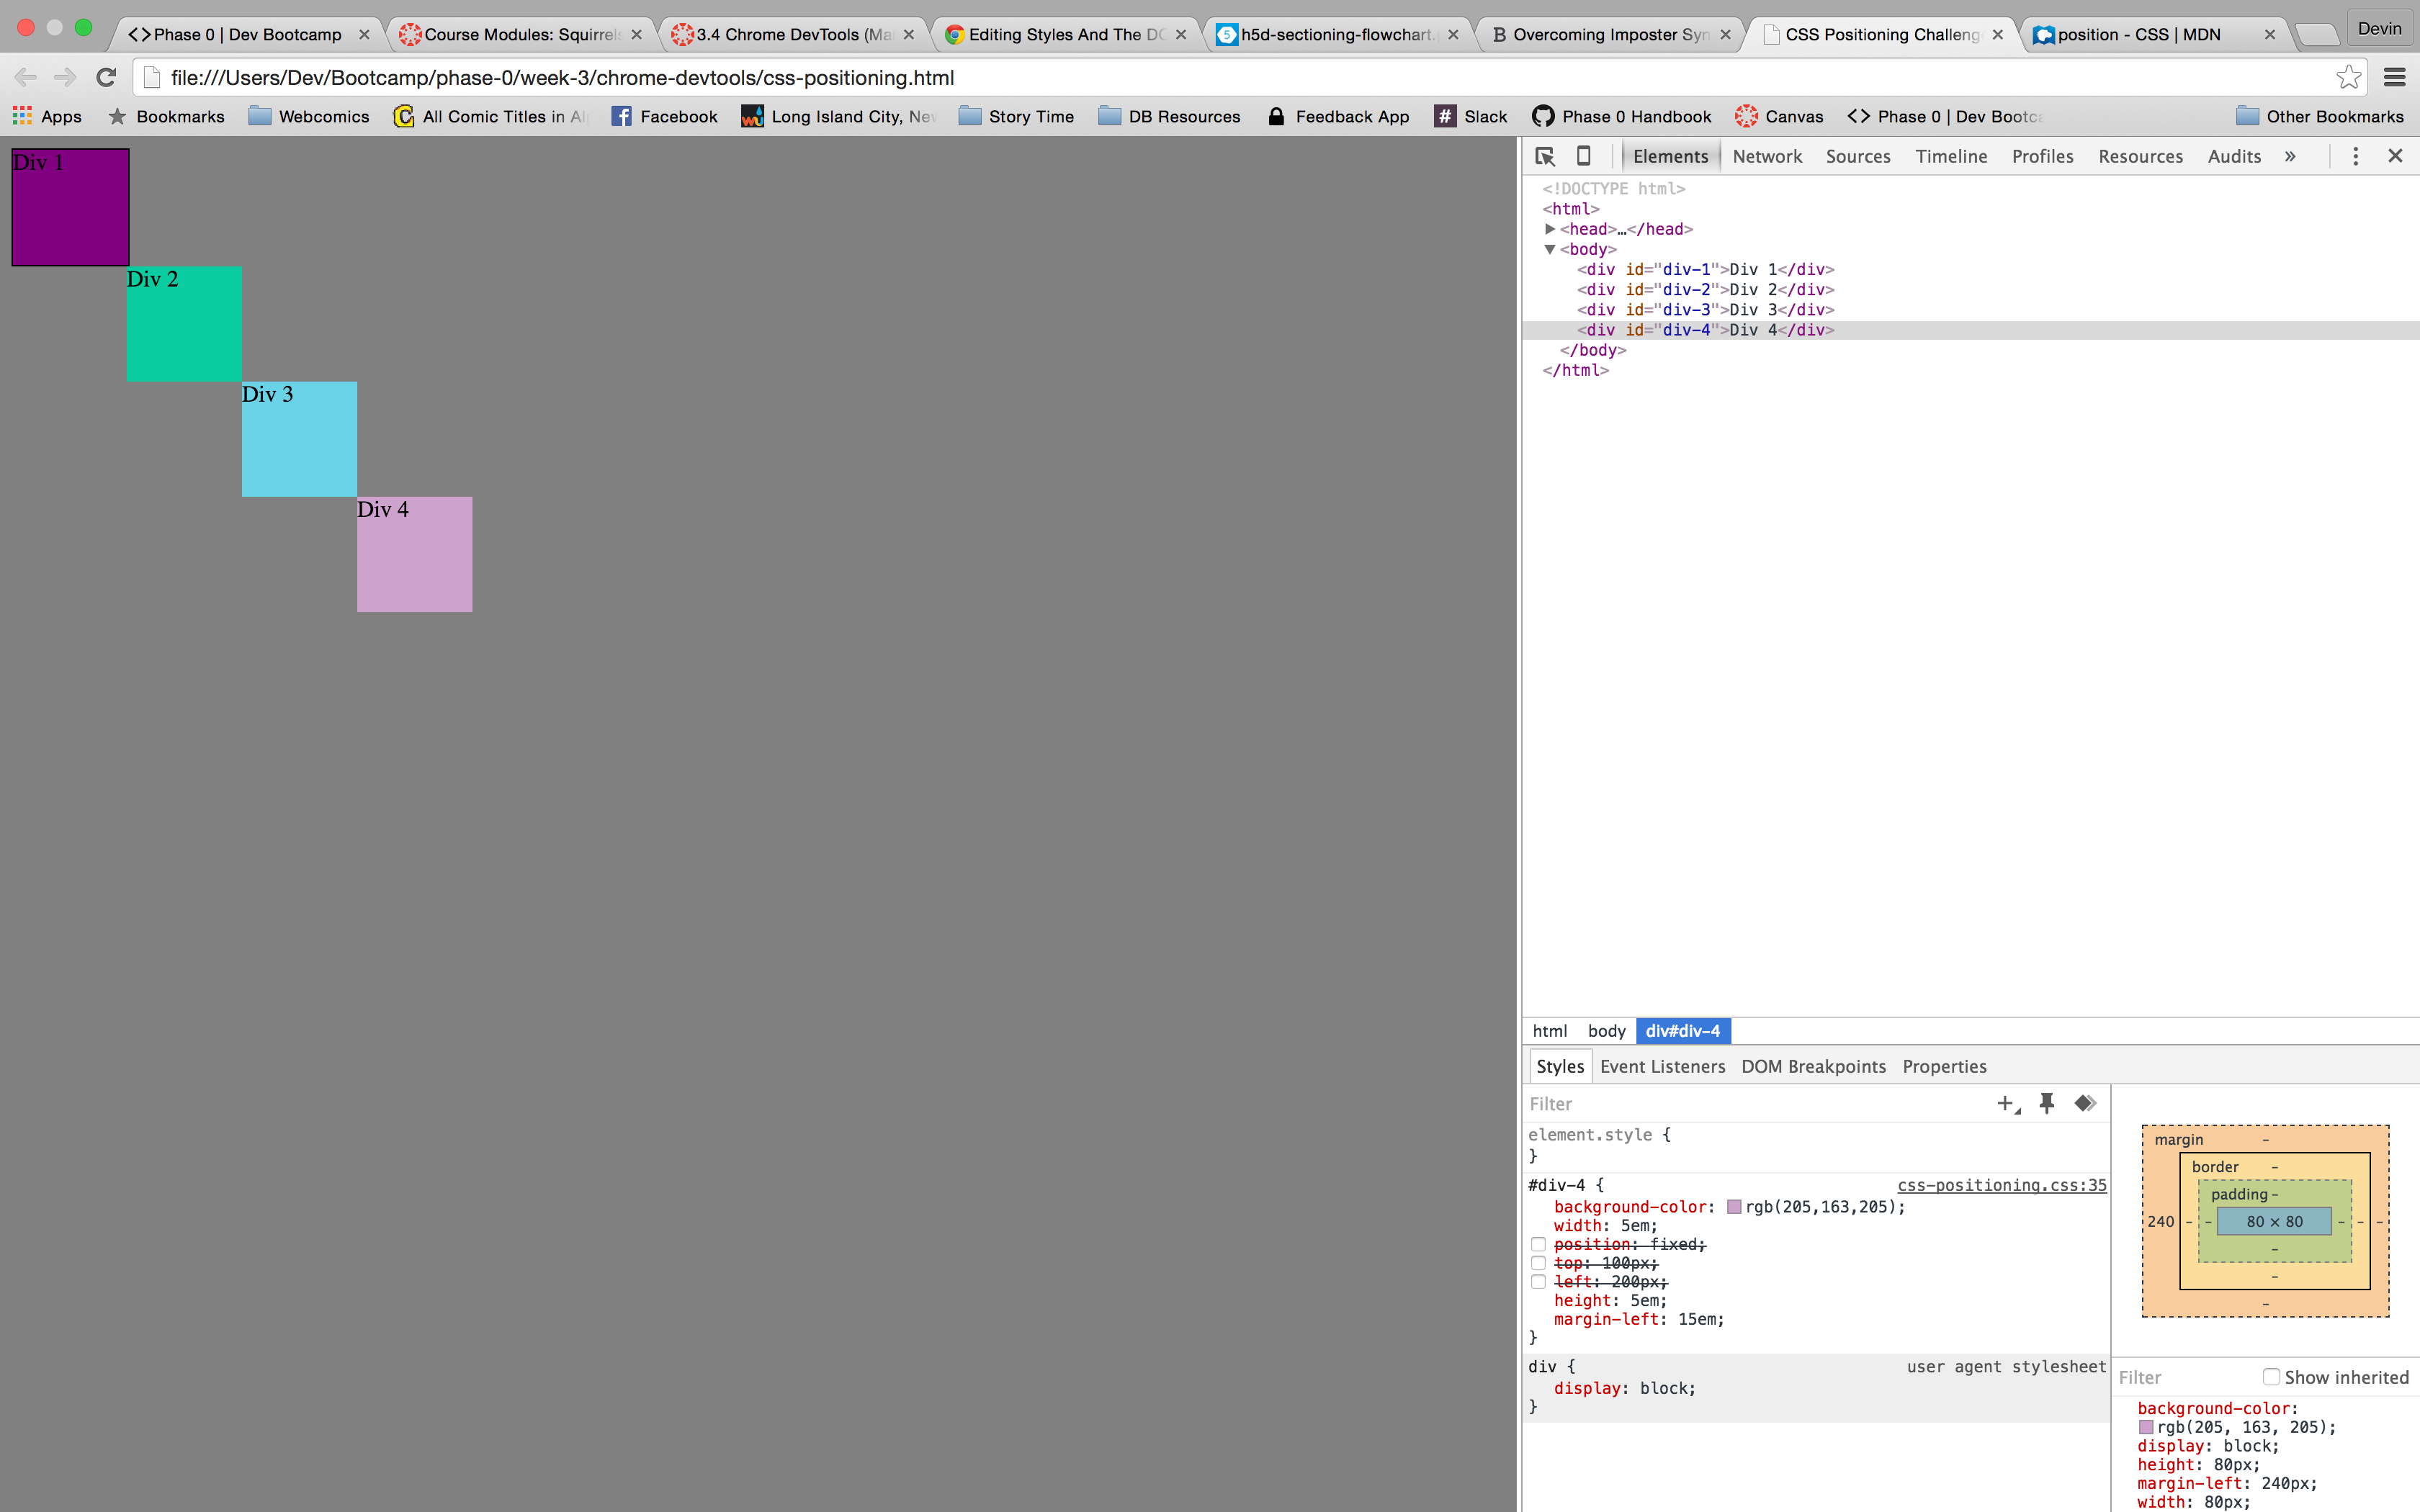 Phase 0 | Dev Bootcamp
Course Modules: Squirrels
3.4 Chrome DevTools (Ma
Editing Styles And The DO
h5d-sectioning-flowchart.
Overcoming Imposter Syn
CSS Positioning Challeng
position - CSS | MDN
Devin
file:///Users/Dev/Bootcamp/phase-0/week-3/chrome-devtools/css-positioning.html
Apps
Bookmarks
Webcomics
All Comic Titles in Al
Facebook
Long Island City, New
Story Time
DB Resources
Feedback App
Slack
Phase 0 Handbook
Canvas
Phase 0 | Dev Bootca
Other Bookmarks
Div 1
Div 2
Div 3
Div 4
Elements Network Sources Timeline Profiles Resources Audits »
<!DOCTYPE html>
<html>
<head>…</head>
<body>
<div id="div-1">Div 1</div>
<div id="div-2">Div 2</div>
<div id="div-3">Div 3</div>
<div id="div-4">Div 4</div>
</body>
</html>
html body div#div-4
Styles Event Listeners DOM Breakpoints Properties
Filter
element.style {
}
#div-4 { css-positioning.css:35
background-color: rgb(205,163,205);
width: 5em;
position: fixed;
top: 100px;
left: 200px;
height: 5em;
margin-left: 15em;
}
div { user agent stylesheet
display: block;
}
margin -
border -
padding -
240 - - 80 × 80 - - -
-
-
-
Filter Show inherited
background-color:
rgb(205, 163, 205);
display: block;
height: 80px;
margin-left: 240px;
width: 80px;